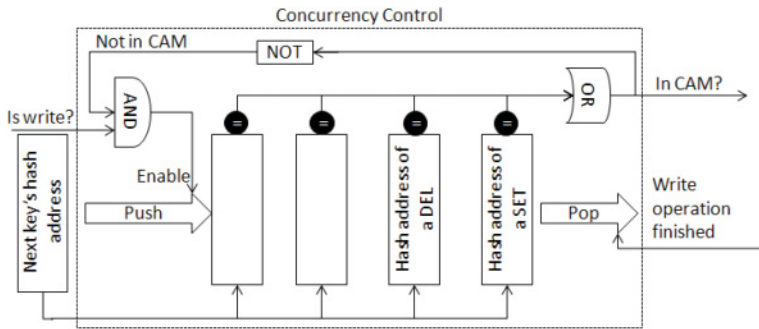 Concurrency Control
Not in CAM
NOT
AND
OR
In CAM?
Is write?
=
=
=
=
Enable
Next key's hash
address
Push
Hash address of
a DEL
Hash address of
a SET
Pop
Write
operation
finished